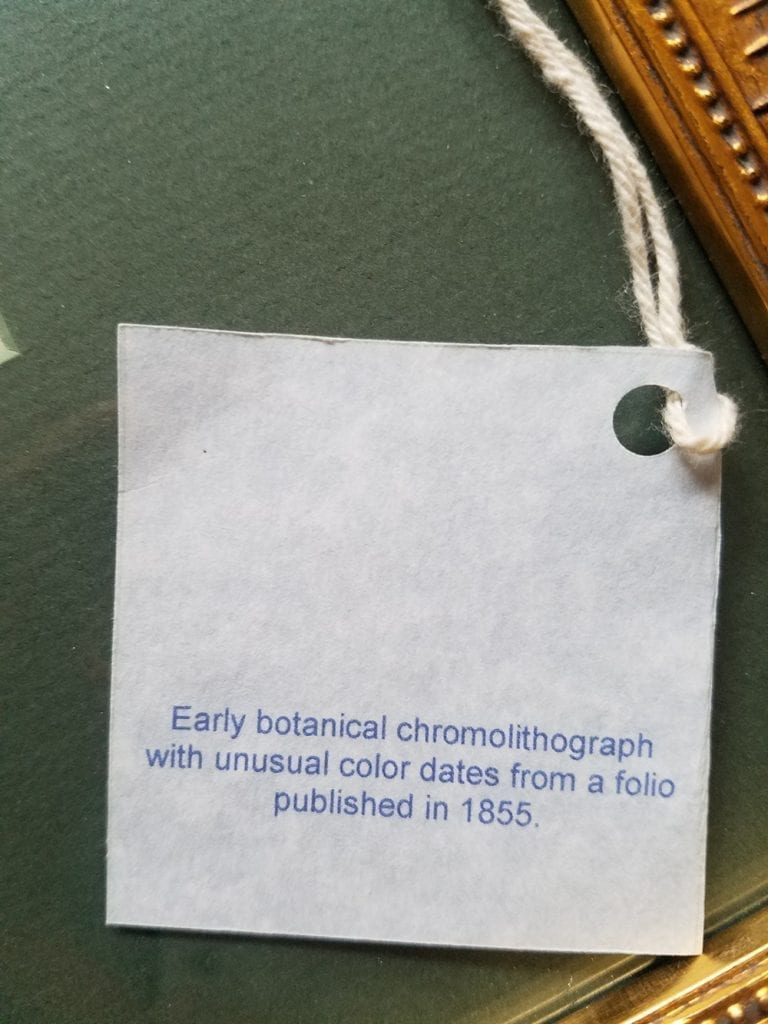 Early botanical chromolithograph
with unusual color dates from a folio
published in 1855.